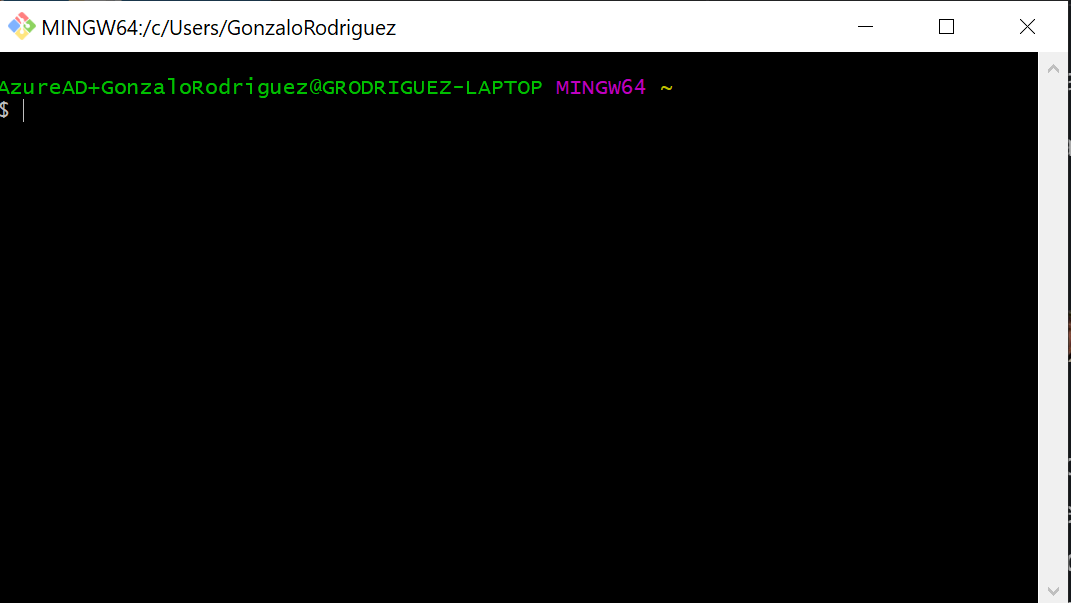 MINGW64:/c/Users/GonzaloRodriguez
AzureAD+GonzaloRodriguez@GRODRIGUEZ-LAPTOP MINGW64 ~
$